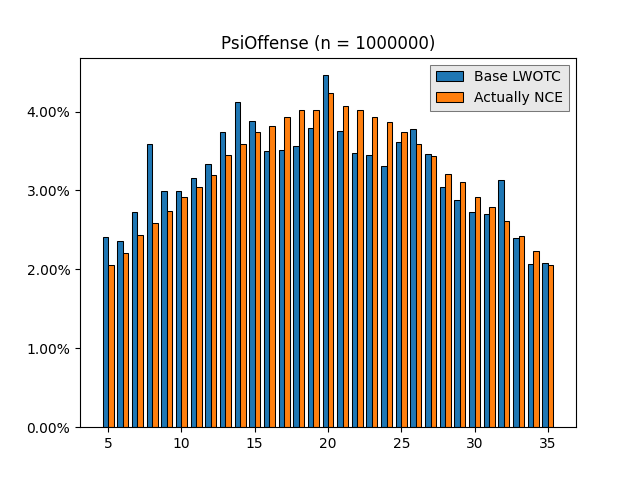 PsiOffense (n = 1000000)
Base LWOTC
Actually NCE
4.00%
3.00%
2.00%
1.00%
0.00%
5 10 15 20 25 30 35